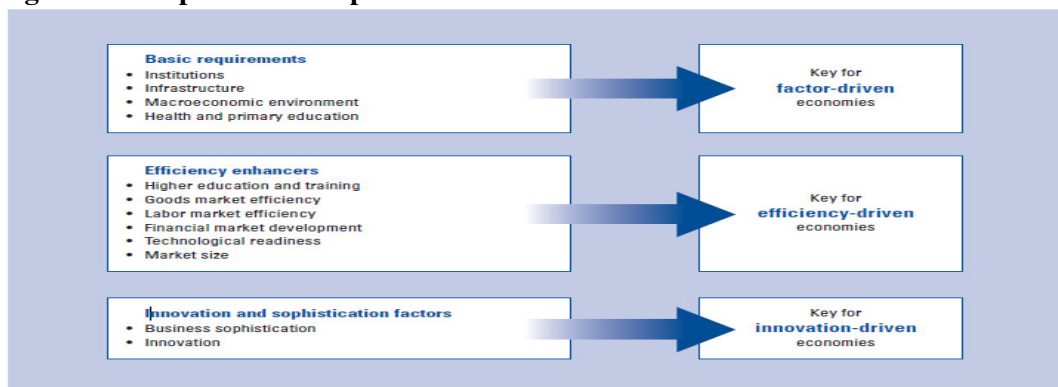 Basic requirements
• Institutions
• Infrastructure
• Macroeconomic environment
• Health and primary education
Key for
factor-driven
economies
Efficiency enhancers
• Higher education and training
• Goods market efficiency
• Labor market efficiency
• Financial market development
• Technological readiness
• Market size
Key for
efficiency-driven
economies
Innovation and sophistication factors
• Business sophistication
• Innovation
Key for
innovation-driven
economies